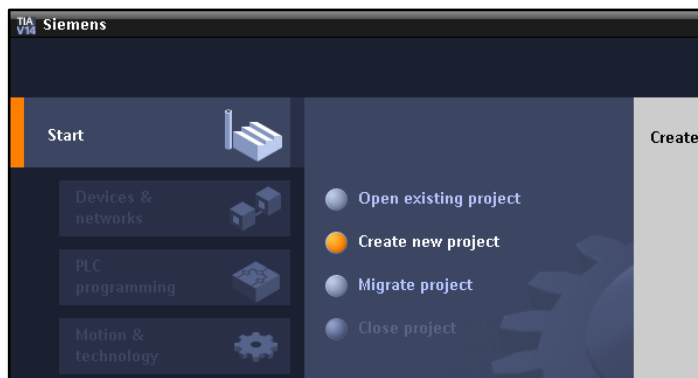 TIA
V14 Siemens
Start
Create
Devices &
networks
Open existing project
Create new project
PLC
programming
Migrate project
Close project
Motion &
technology